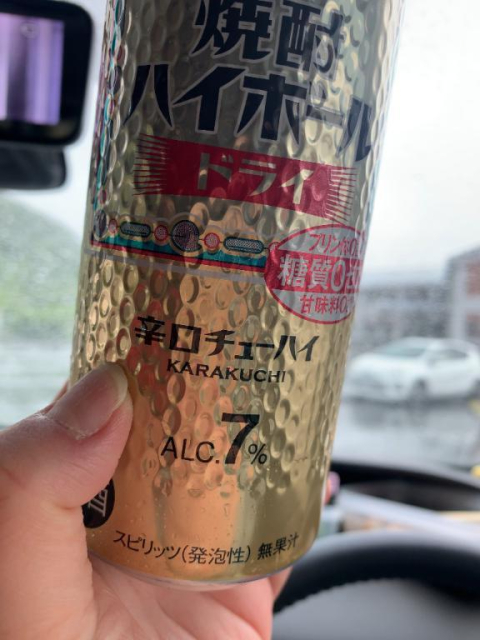 焼酎
ハイボール
ドライ
プリン体0
糖質0
甘味料0
辛口チューハイ
KARAKUCHI
ALC.7%
酒
スピリッツ(発泡性) 無果汁